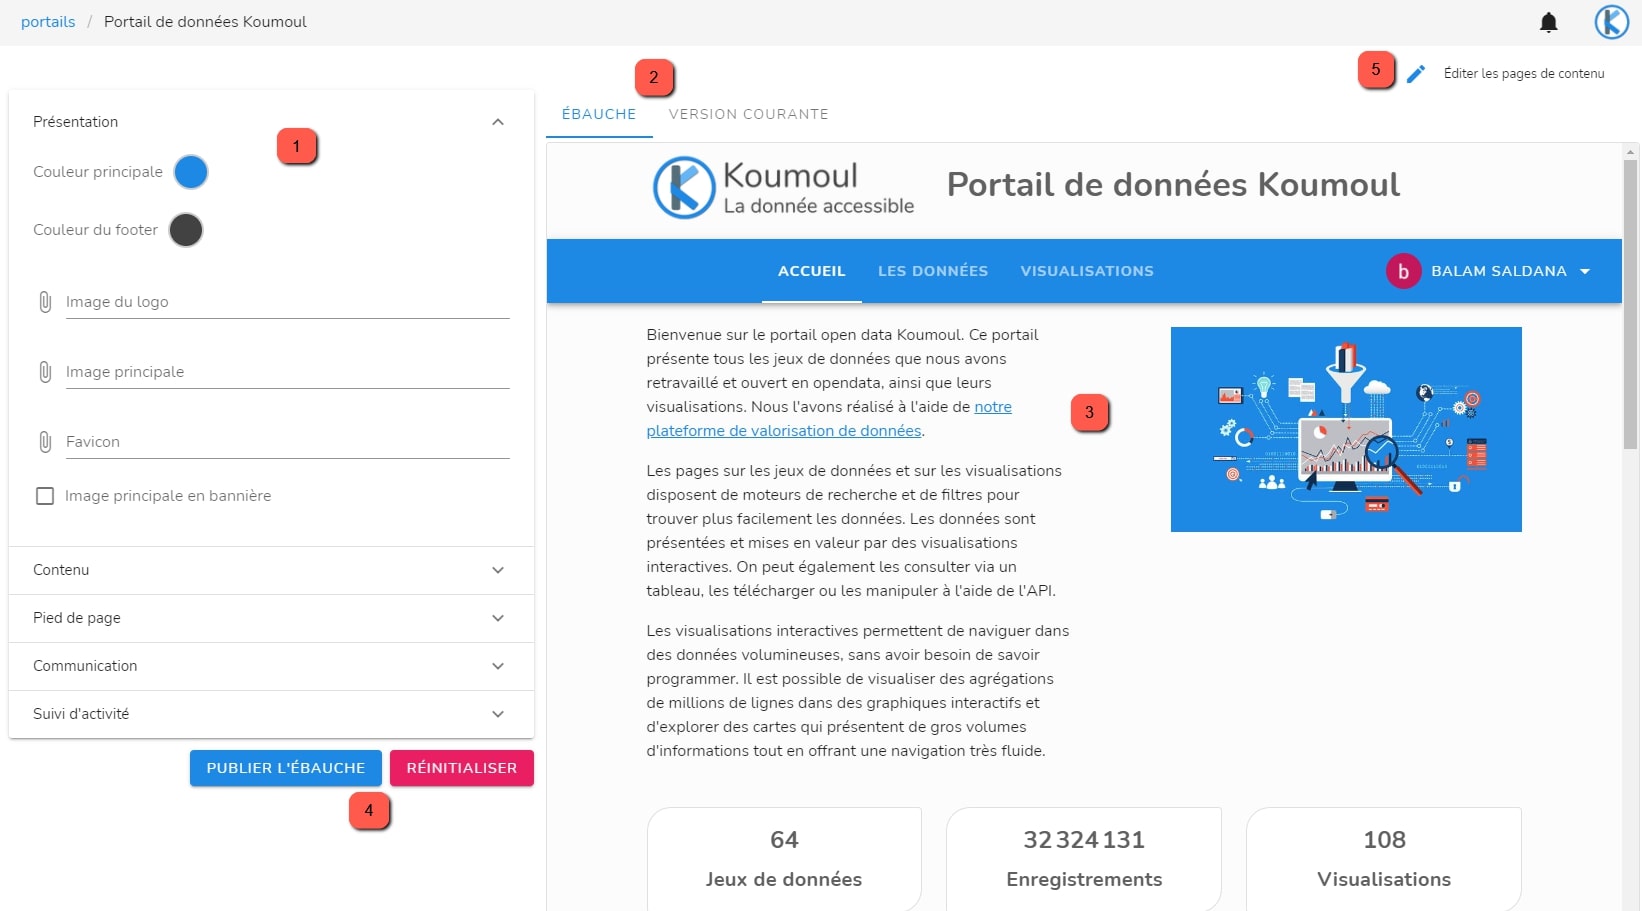 portails / Portail de données Koumoul
5
Éditer les pages de contenu
2
ÉBAUCHE
VERSION COURANTE
Présentation
1
Couleur principale
Couleur du footer
Image du logo
Image principale
Favicon
Image principale en bannière
Contenu
Pied de page
Communication
Suivi d'activité
PUBLIER L'ÉBAUCHE
RÉINITIALISER
4
Koumoul
La donnée accessible
Portail de données Koumoul
ACCUEIL
LES DONNÉES
VISUALISATIONS
b
BALAM SALDANA
Bienvenue sur le portail open data Koumoul. Ce portail
présente tous les jeux de données que nous avons
retravaillé et ouvert en opendata, ainsi que leurs
visualisations. Nous l'avons réalisé à l'aide de notre
plateforme de valorisation de données.
3
Les pages sur les jeux de données et sur les visualisations
disposent de moteurs de recherche et de filtres pour
trouver plus facilement les données. Les données sont
présentées et mises en valeur par des visualisations
interactives. On peut également les consulter via un
tableau, les télécharger ou les manipuler à l'aide de l'API.
Les visualisations interactives permettent de naviguer dans
des données volumineuses, sans avoir besoin de savoir
programmer. Il est possible de visualiser des agrégations
de millions de lignes dans des graphiques interactifs et
d'explorer des cartes qui présentent de gros volumes
d'informations tout en offrant une navigation très fluide.
64
Jeux de données
32 324 131
Enregistrements
108
Visualisations